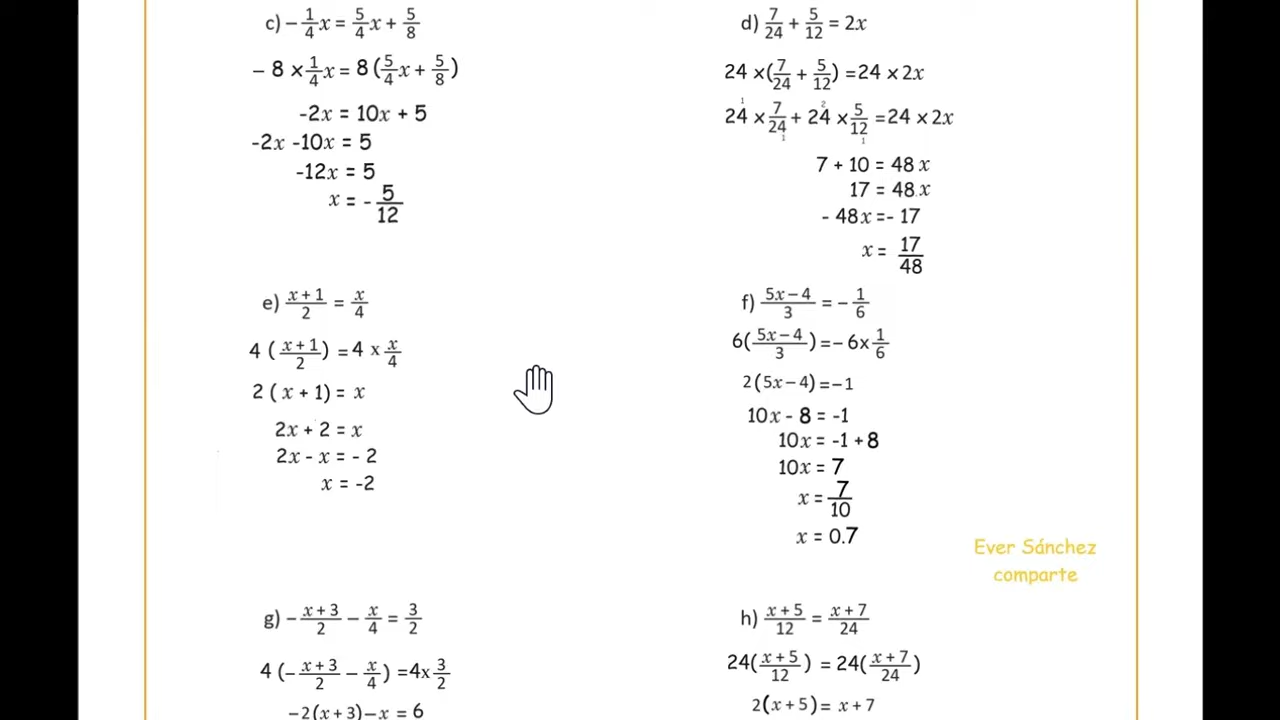 c) −1/4x = 5/4x + 5/8
− 8 × 1/4x = 8(5/4x + 5/8)
-2x = 10x + 5
-2x -10x = 5
-12x = 5
x = - 5/12
d) 7/24 + 5/12 = 2x
24 ×(7/24 + 5/12) =24 × 2x
24 × 7/24 + 24 × 5/12 =24 × 2x
1 1 2 1
7 + 10 = 48 x
17 = 48.x
- 48x =- 17
x = 17/48
e) x + 1/2 = x/4
4 (x + 1/2) = 4 x x/4
2 ( x + 1) = x
2x + 2 = x
2x - x = - 2
x = -2
f) 5x − 4/3 = − 1/6
6(5x − 4/3) =− 6x 1/6
2(5x − 4) =−1
10x - 8 = -1
10x = -1 +8
10x = 7
x = 7/10
x = 0.7
Ever Sánchez
comparte
g) − x + 3/2 − x/4 = 3/2
4 (− x + 3/2 − x/4) =4x 3/2
−2(x + 3)−x = 6
h) x + 5/12 = x + 7/24
24(x + 5/12) = 24(x + 7/24)
2(x + 5)= x + 7